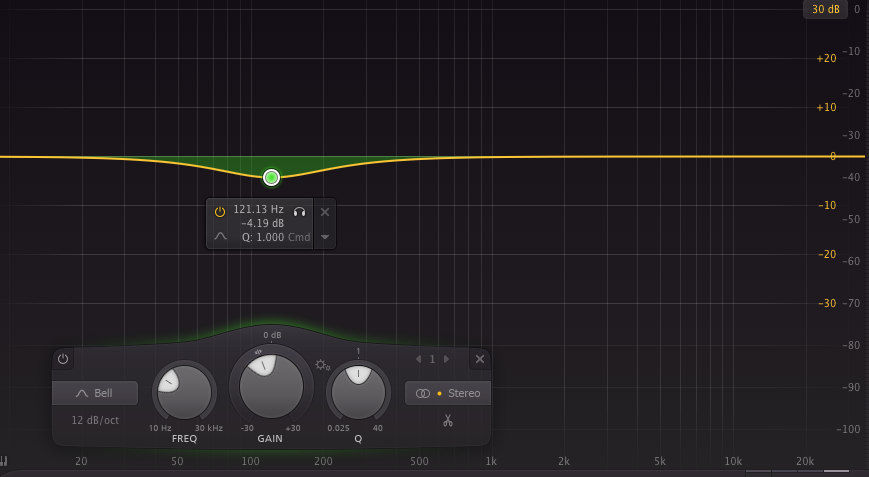 30 dB 0
+20 -10
-20
+10
-30
0
-40
-10
-50
-20
-60
-30 -70
-80
-90
-100
121.13 Hz
-4.19 dB
Q: 1.000 Cmd
0 dB
1
1
Bell
Stereo
12 dB/oct
10 Hz 30 kHz -30 +30 0.025 40
FREQ GAIN Q
20 50 100 200 500 1k 2k 5k 10k 20k